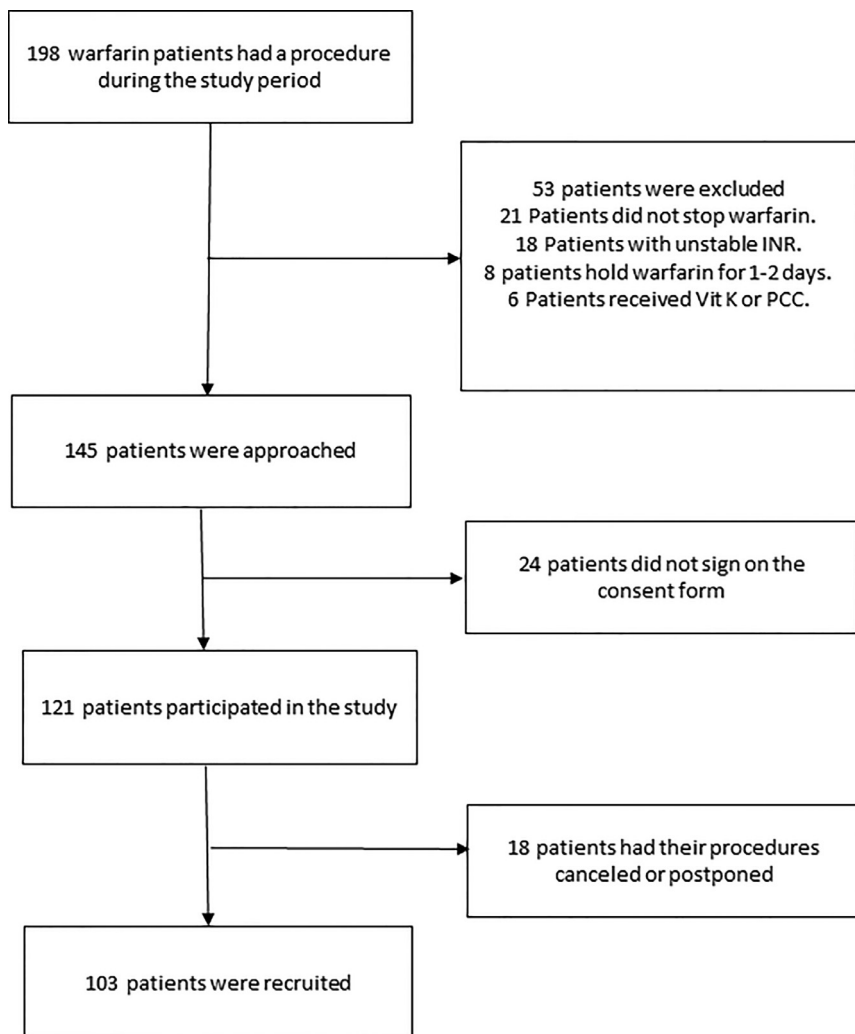 198 warfarin patients had a procedure
during the study period
53 patients were excluded
21 Patients did not stop warfarin.
18 Patients with unstable INR.
8 patients hold warfarin for 1-2 days.
6 Patients received Vit K or PCC.
145 patients were approached
24 patients did not sign on the
consent form
121 patients participated in the study
18 patients had their procedures
canceled or postponed
103 patients were recruited